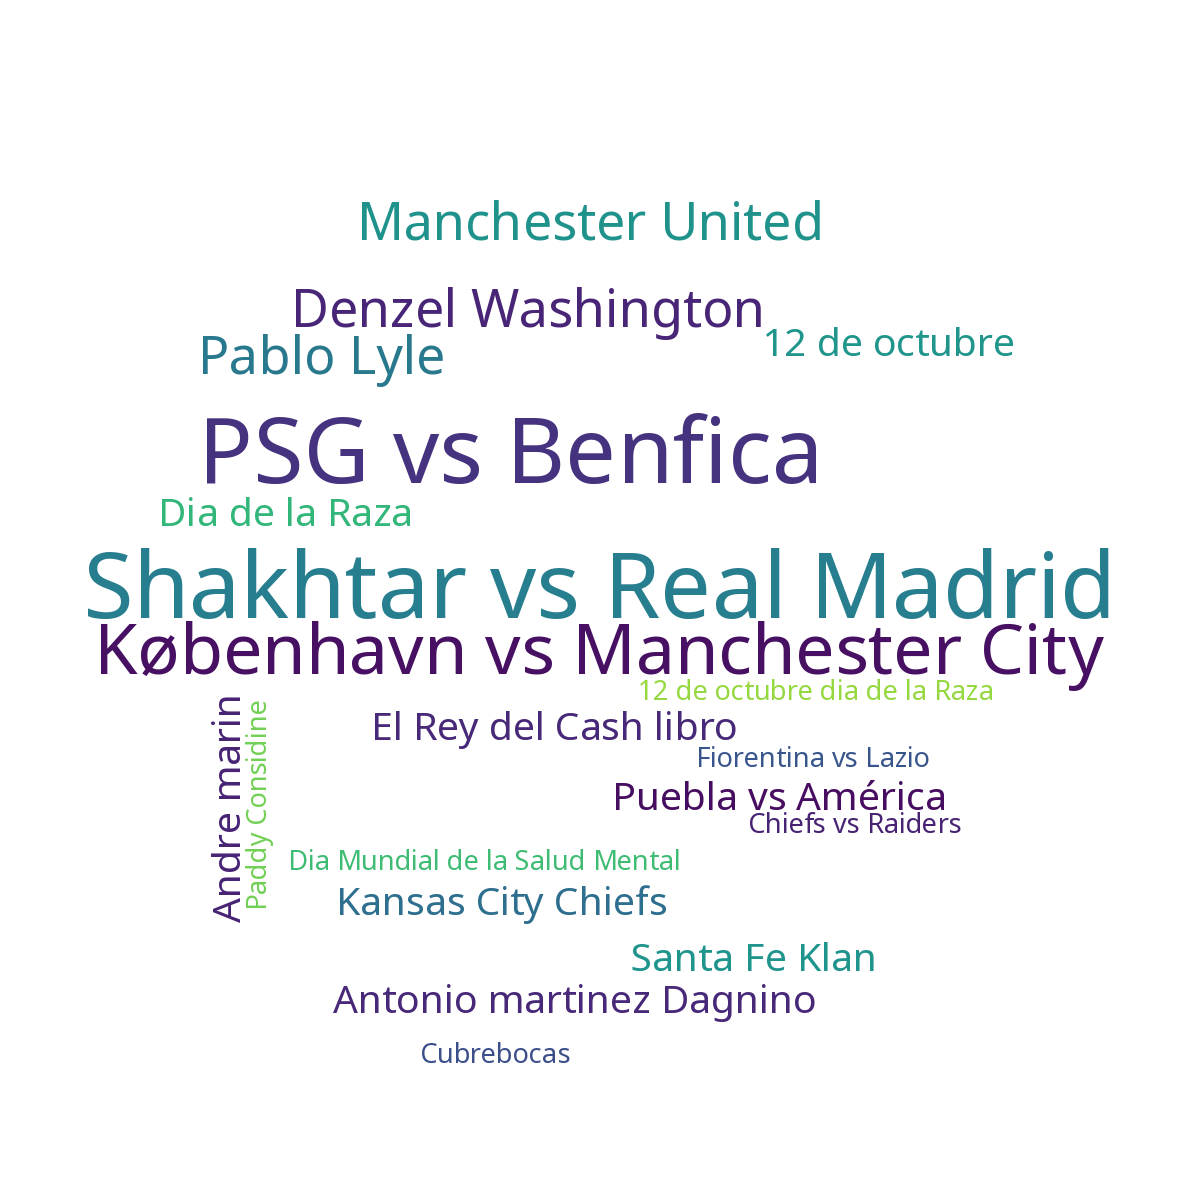 Manchester United
Denzel Washington
12 de octubre
Pablo Lyle
PSG vs Benfica
Dia de la Raza
Shakhtar vs Real Madrid
København vs Manchester City
12 de octubre dia de la Raza
Andre marin
Paddy Considine
El Rey del Cash libro
Fiorentina vs Lazio
Puebla vs América
Chiefs vs Raiders
Dia Mundial de la Salud Mental
Kansas City Chiefs
Santa Fe Klan
Antonio martinez Dagnino
Cubrebocas